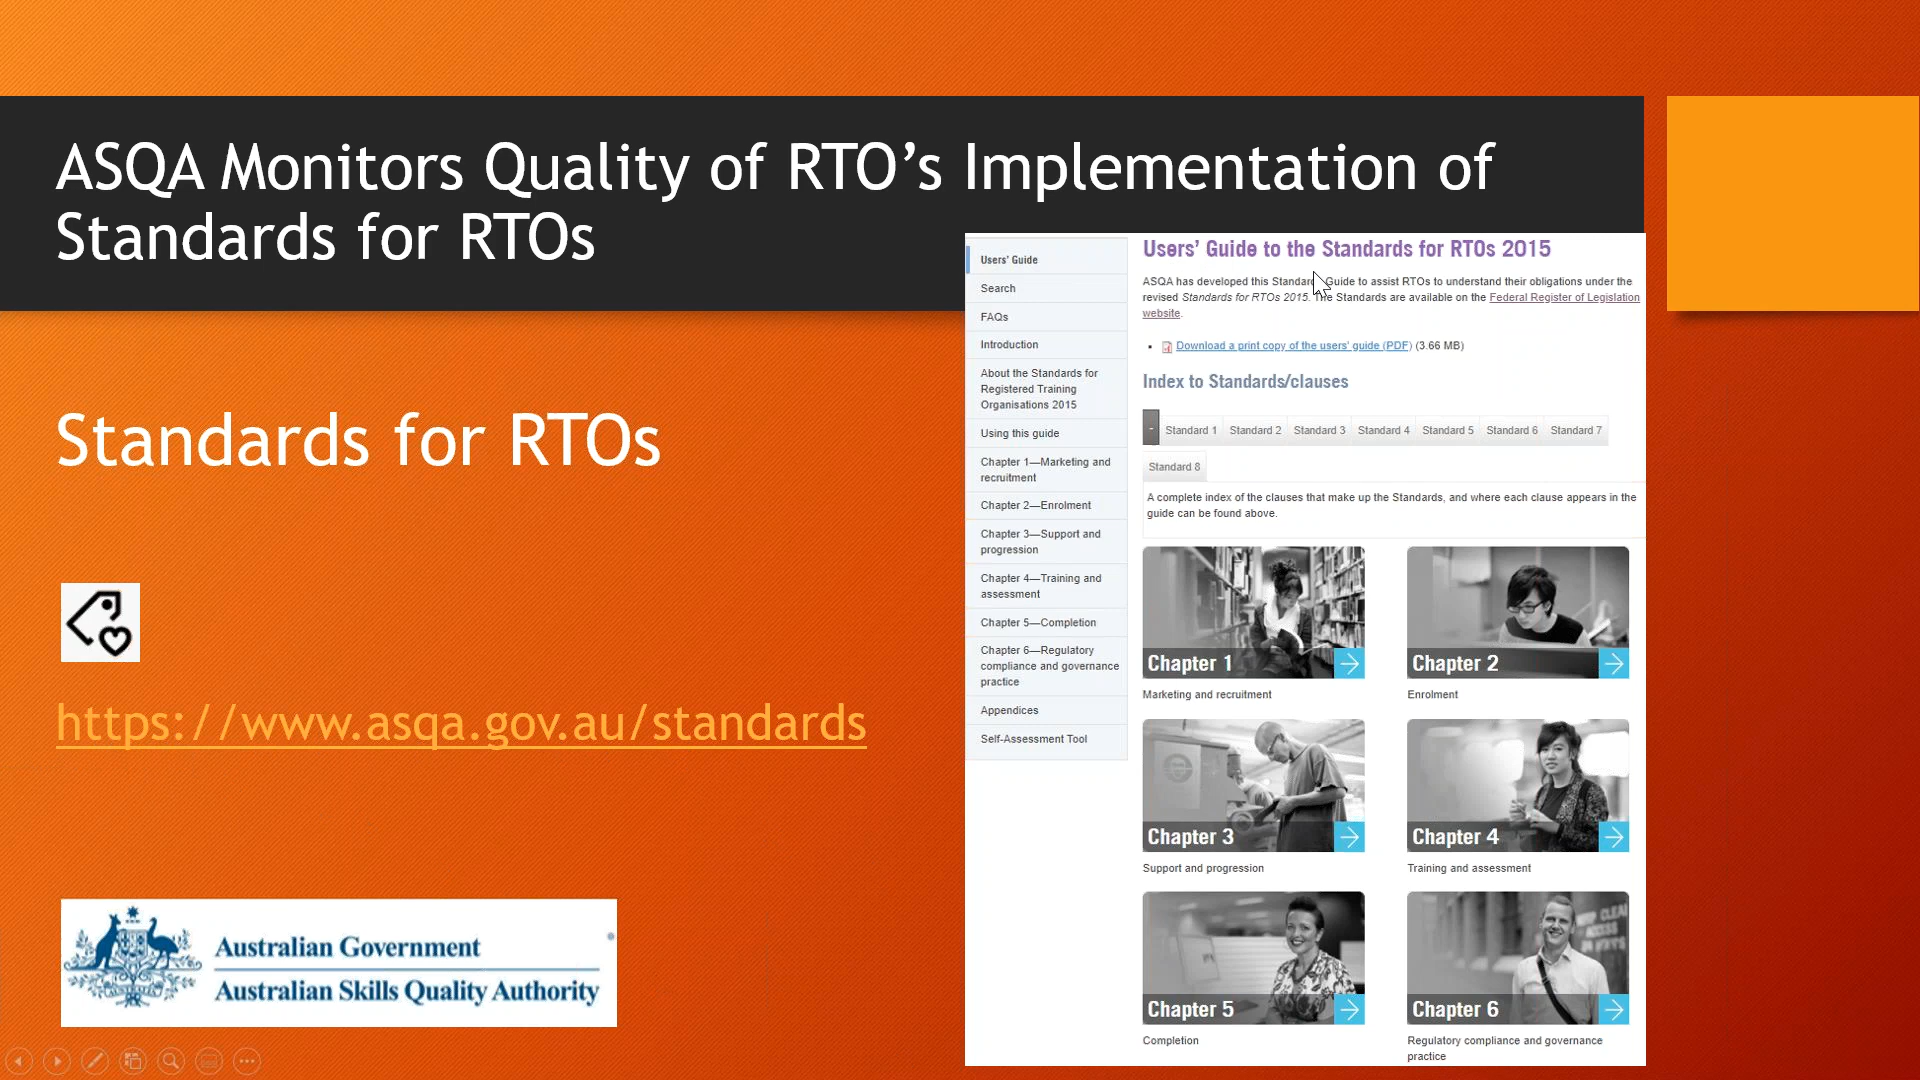 ASQA Monitors Quality of RTO’s Implementation of
Standards for RTOs
Standards for RTOs
https://www.asqa.gov.au/standards
Australian Government
Australian Skills Quality Authority
Users' Guide
Search
FAQs
Introduction
About the Standards for
Registered Training
Organisations 2015
Using this guide
Chapter 1—Marketing and
recruitment
Chapter 2—Enrolment
Chapter 3—Support and
progression
Chapter 4—Training and
assessment
Chapter 5—Completion
Chapter 6—Regulatory
compliance and governance
practice
Appendices
Self-Assessment Tool
Users’ Guide to the Standards for RTOs 2015
ASQA has developed this Standards Guide to assist RTOs to understand their obligations under the
revised Standards for RTOs 2015. The Standards are available on the Federal Register of Legislation
website.
• Download a print copy of the users' guide (PDF) (3.66 MB)
Index to Standards/clauses
- Standard 1 Standard 2 Standard 3 Standard 4 Standard 5 Standard 6 Standard 7
Standard 8
A complete index of the clauses that make up the Standards, and where each clause appears in the
guide can be found above.
Chapter 1
Marketing and recruitment
Chapter 2
Enrolment
Chapter 3
Support and progression
Chapter 4
Training and assessment
Chapter 5
Completion
Chapter 6
Regulatory compliance and governance
practice